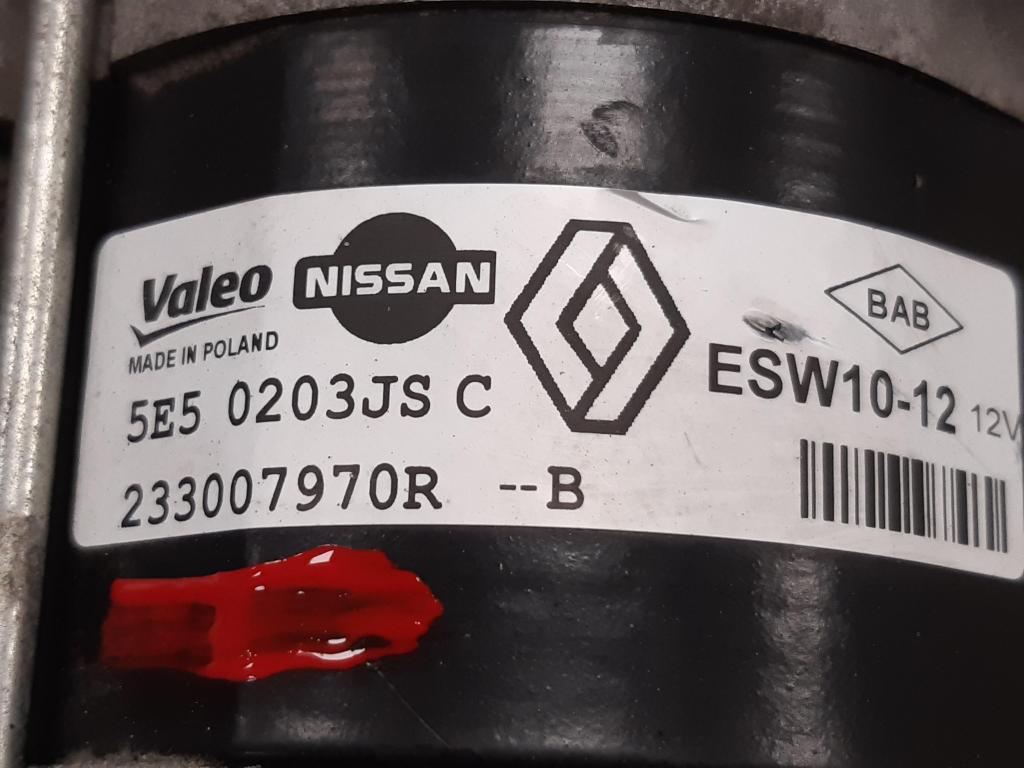 Valeo
NISSAN
MADE IN POLAND
BAB
ESW10-12 12V
5E5 0203JS C
233007970R --B